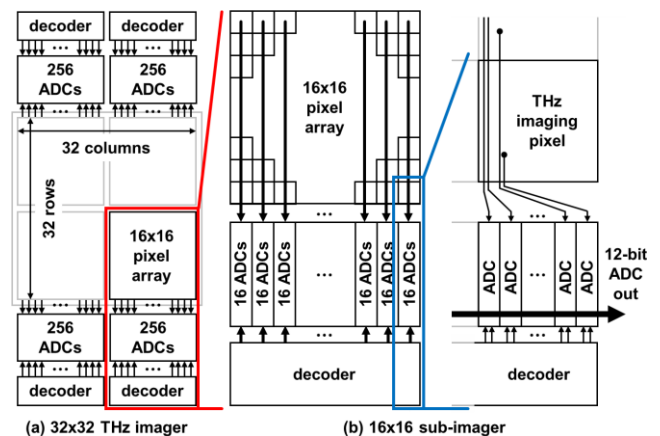 decoder
decoder
...
...
256
ADCs
256
ADCs
...
...
32 columns
32 rows
16x16
pixel
array
...
...
256
ADCs
256
ADCs
...
...
decoder
decoder
(a) 32x32 THz imager
16x16
pixel
array
...
16 ADCs
16 ADCs
16 ADCs
...
16 ADCs
16 ADCs
16 ADCs
...
decoder
(b) 16x16 sub-imager
...
THz
imaging
pixel
...
ADC
ADC
...
ADC
ADC
12-bit
ADC
out
...